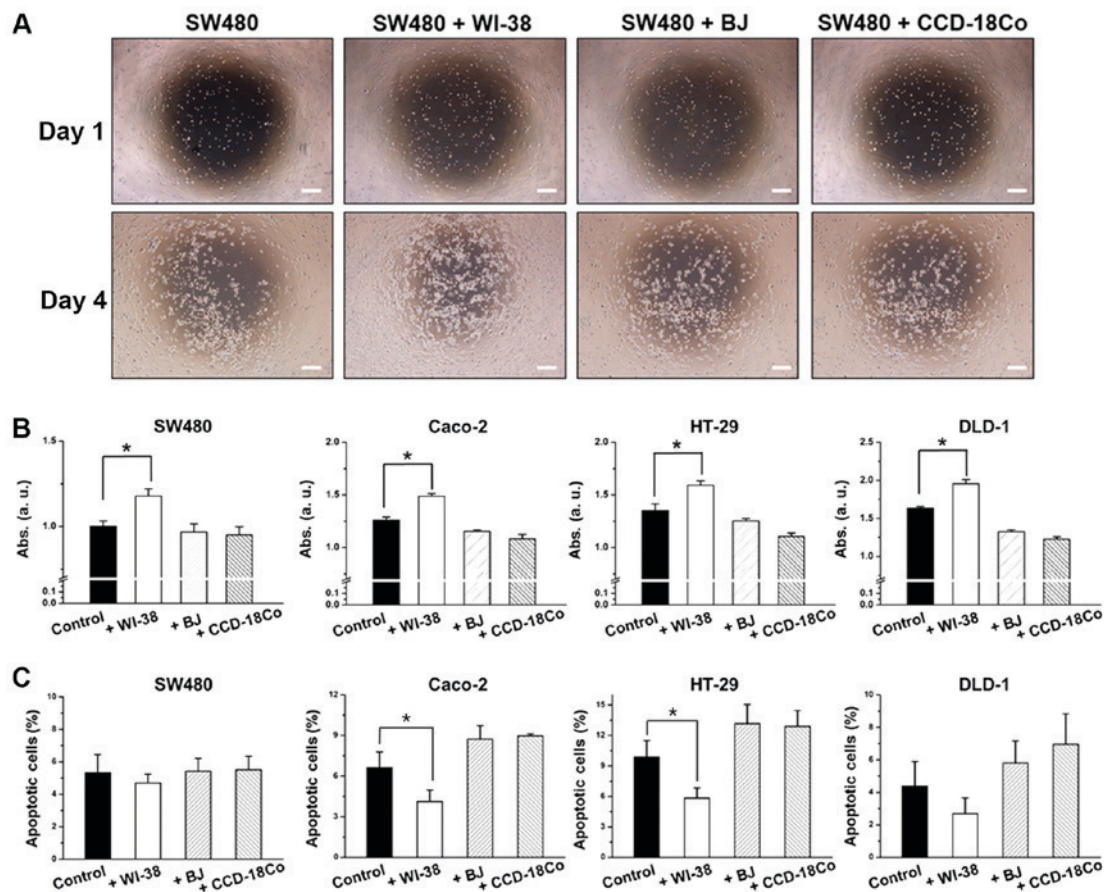 A
SW480
SW480 + WI-38
SW480 + BJ
SW480 + CCD-18Co
Day 1
Day 4
B
SW480
Caco-2
HT-29
DLD-1
Abs. (a. u.)
1.5
1.0
0.1
0.0
*
Control
+ WI-38
+ BJ
+ CCD-18Co
Abs. (a. u.)
2.0
1.5
1.0
0.1
0.0
*
Control
+ WI-38
+ BJ
+ CCD-18Co
Abs. (a. u.)
2.0
1.5
1.0
0.1
0.0
*
Control
+ WI-38
+ BJ
+ CCD-18Co
Abs. (a. u.)
2.5
2.0
1.5
1.0
0.1
0.0
*
Control
+ WI-38
+ BJ
+ CCD-18Co
C
SW480
Caco-2
HT-29
DLD-1
Apoptotic cells (%)
10
8
6
4
2
0
Control
+ WI-38
+ BJ
+ CCD-18Co
Apoptotic cells (%)
12
9
6
3
0
*
Control
+ WI-38
+ BJ
+ CCD-18Co
Apoptotic cells (%)
15
12
9
6
3
0
*
Control
+ WI-38
+ BJ
+ CCD-18Co
Apoptotic cells (%)
10
8
6
4
2
0
Control
+ WI-38
+ BJ
+ CCD-18Co